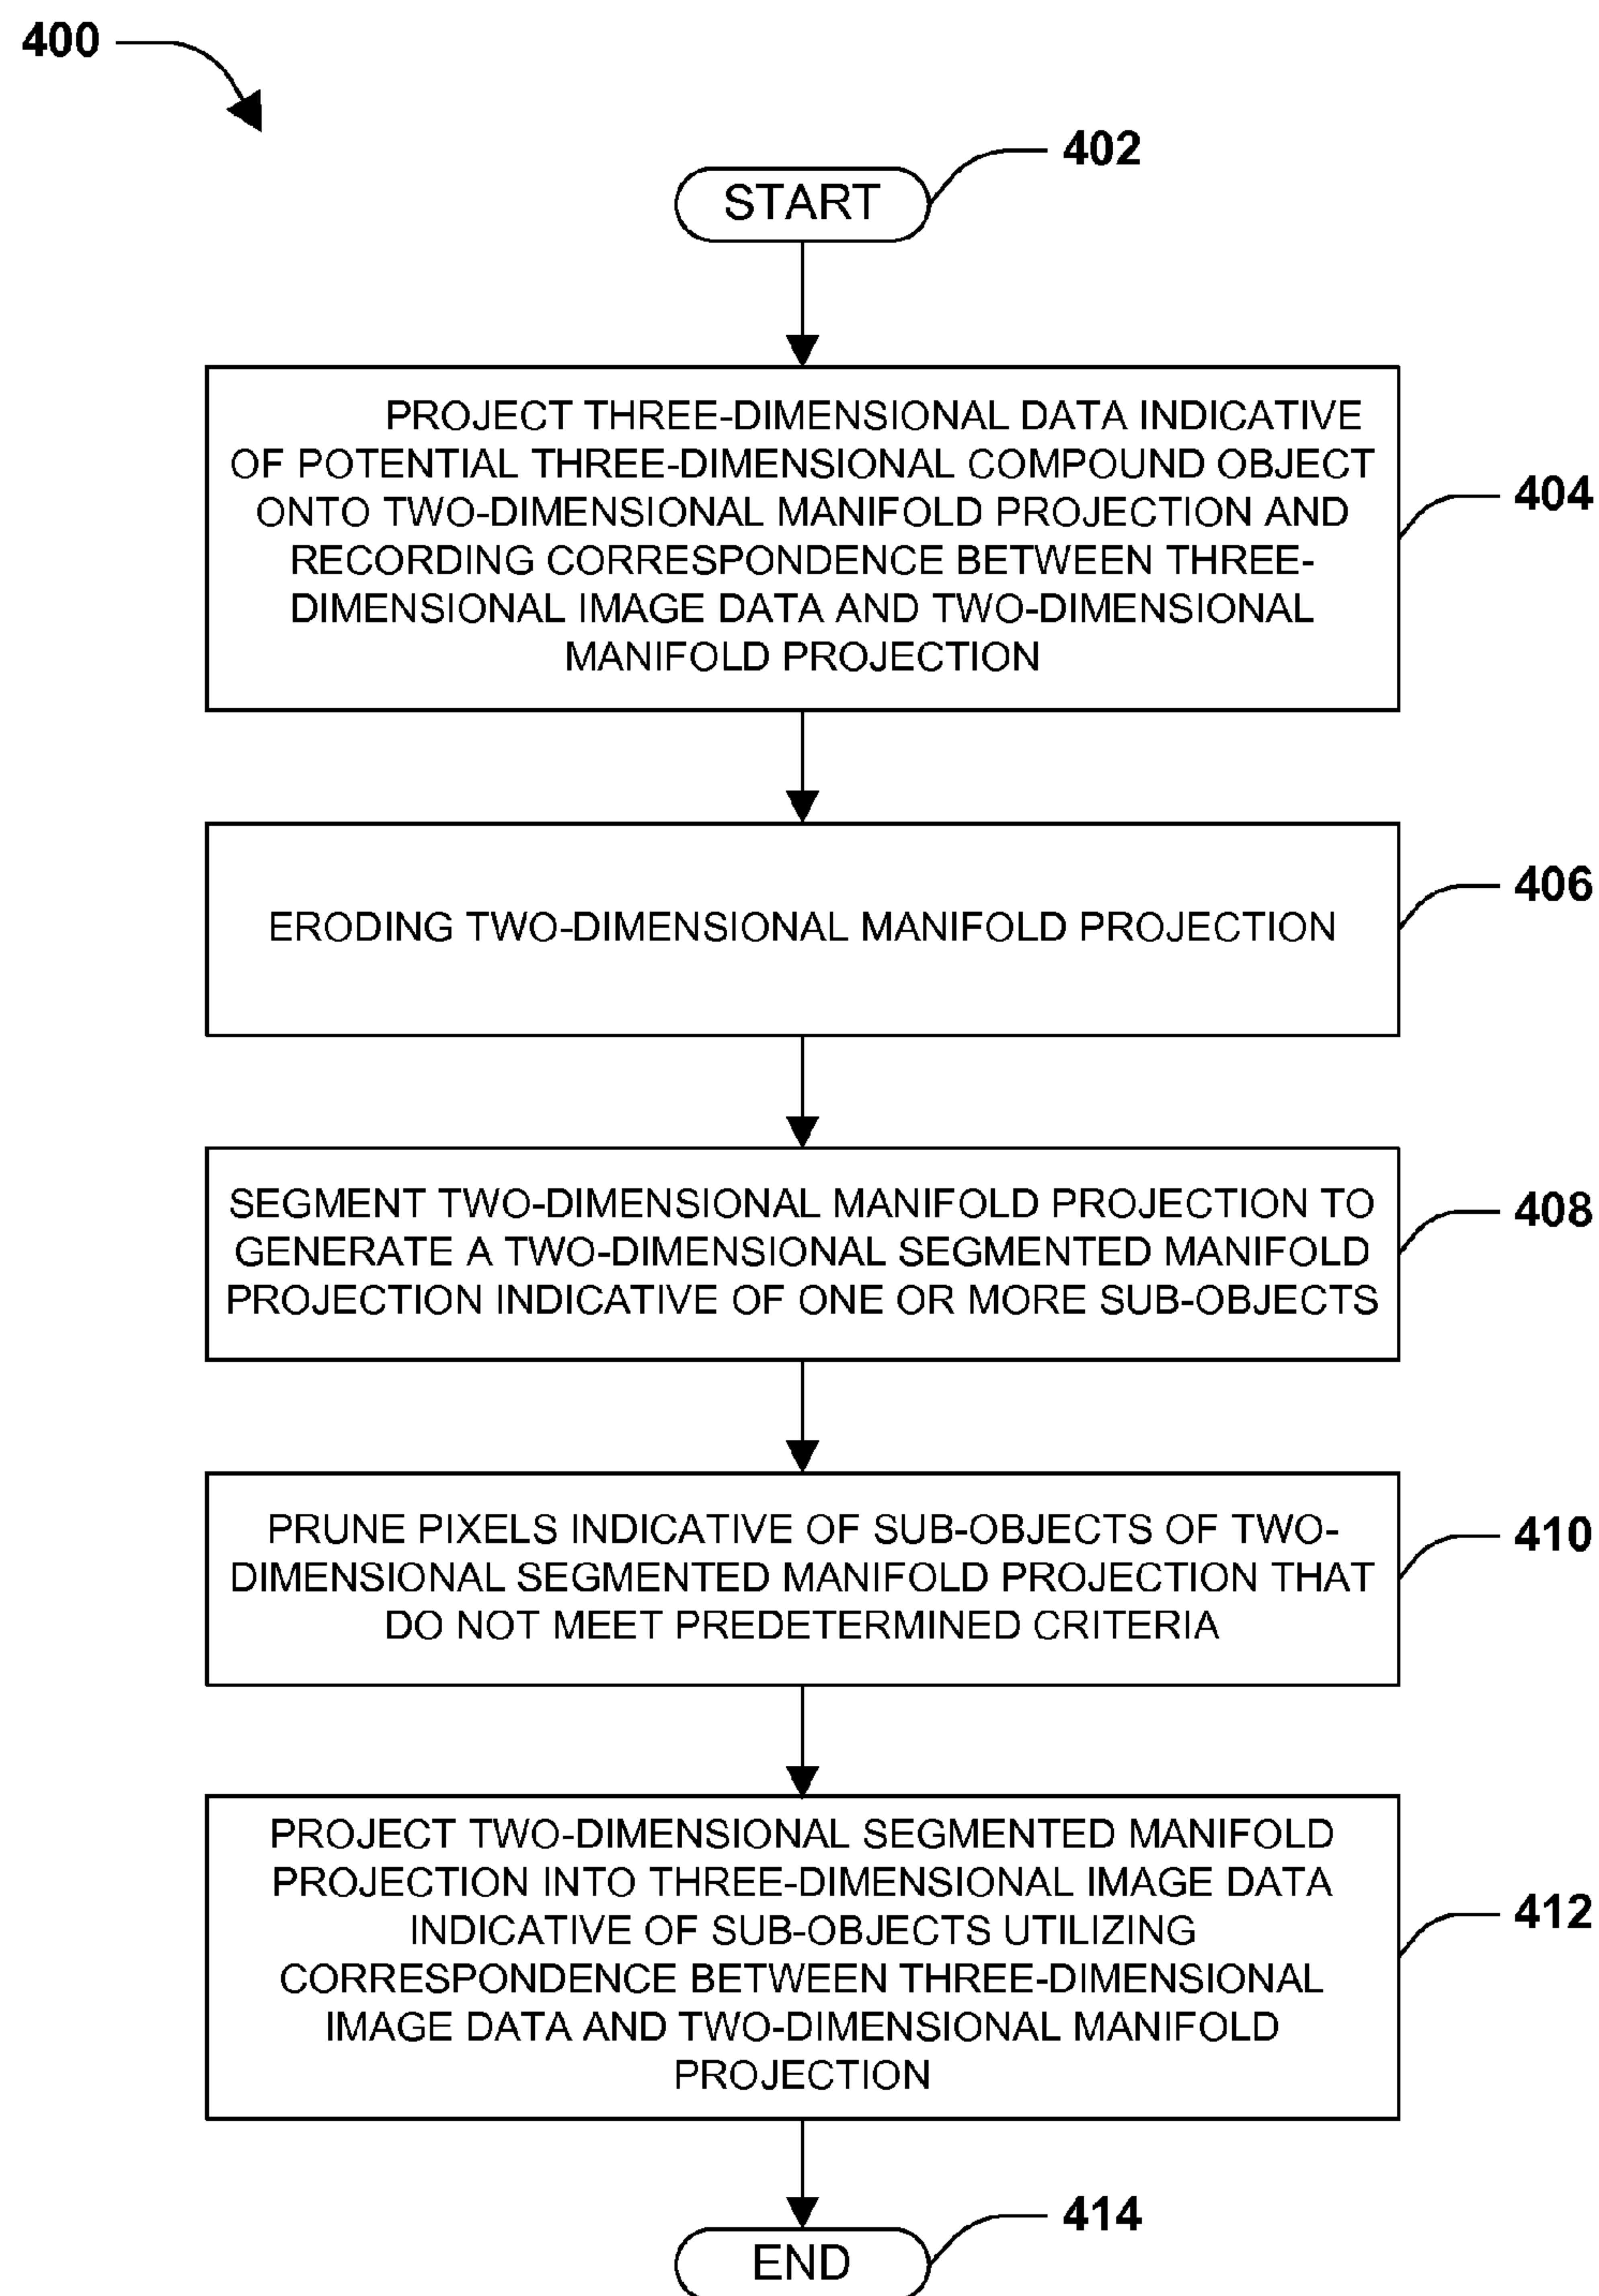 400
402
START
PROJECT THREE-DIMENSIONAL DATA INDICATIVE
OF POTENTIAL THREE-DIMENSIONAL COMPOUND OBJECT
ONTO TWO-DIMENSIONAL MANIFOLD PROJECTION AND
RECORDING CORRESPONDENCE BETWEEN THREE-
DIMENSIONAL IMAGE DATA AND TWO-DIMENSIONAL
MANIFOLD PROJECTION
404
ERODING TWO-DIMENSIONAL MANIFOLD PROJECTION
406
SEGMENT TWO-DIMENSIONAL MANIFOLD PROJECTION TO
GENERATE A TWO-DIMENSIONAL SEGMENTED MANIFOLD
PROJECTION INDICATIVE OF ONE OR MORE SUB-OBJECTS
408
PRUNE PIXELS INDICATIVE OF SUB-OBJECTS OF TWO-
DIMENSIONAL SEGMENTED MANIFOLD PROJECTION THAT
DO NOT MEET PREDETERMINED CRITERIA
410
PROJECT TWO-DIMENSIONAL SEGMENTED MANIFOLD
PROJECTION INTO THREE-DIMENSIONAL IMAGE DATA
INDICATIVE OF SUB-OBJECTS UTILIZING
CORRESPONDENCE BETWEEN THREE-DIMENSIONAL
IMAGE DATA AND TWO-DIMENSIONAL MANIFOLD
PROJECTION
412
414
END